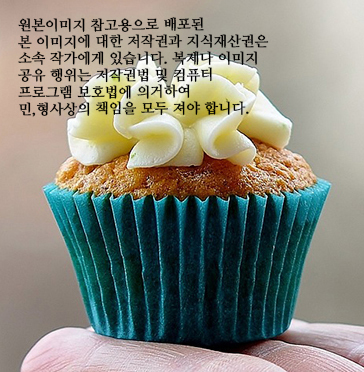 원본이미지 참고용으로 배포된
본 이미지에 대한 저작권과 지식재산권은
소속 작가에게 있습니다. 복제나 이미지
공유 행위는 저작권법 및 컴퓨터
프로그램 보호법에 의거하여
민,형사상의 책임을 모두 져야 합니다.